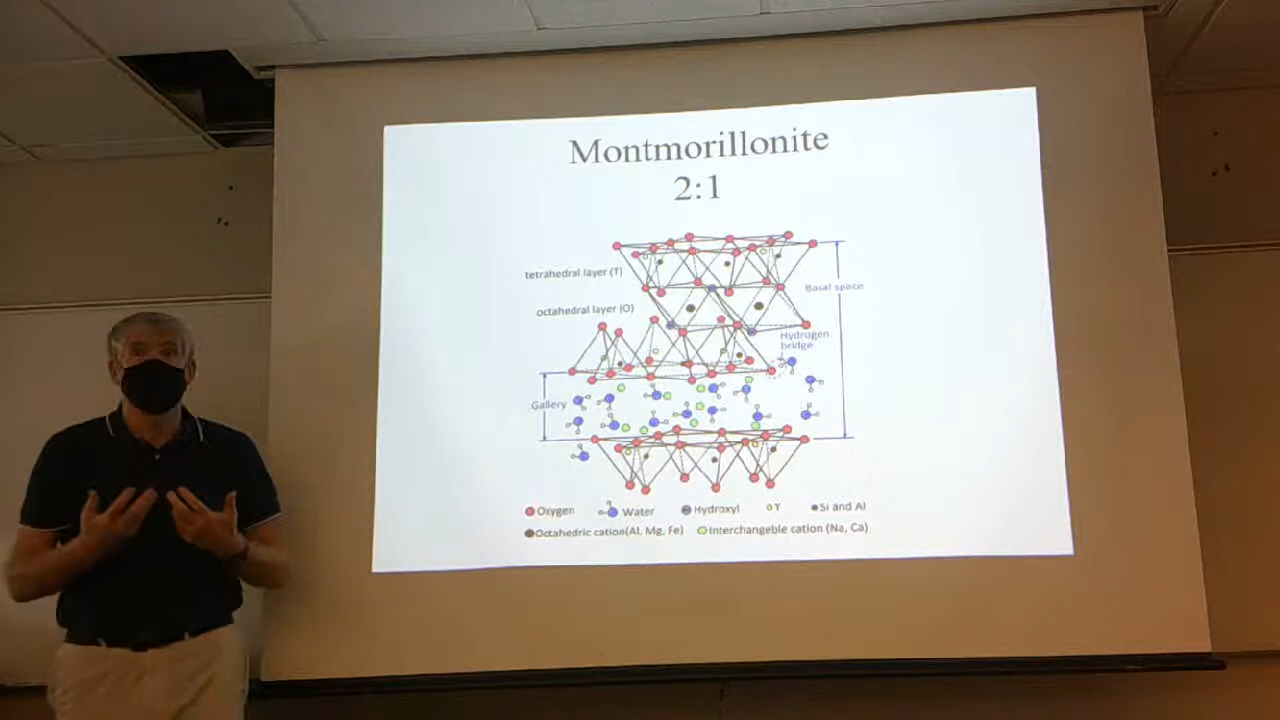 Montmorillonite
2:1
tetrahedral layer (T)
Basal space
octahedral layer (O)
Hydrogen
bridge
Gallery
Oxygen Water Hydroxyl Y Si and Al
Octahedric cation(Al, Mg, Fe) Interchangeble cation (Na, Ca)